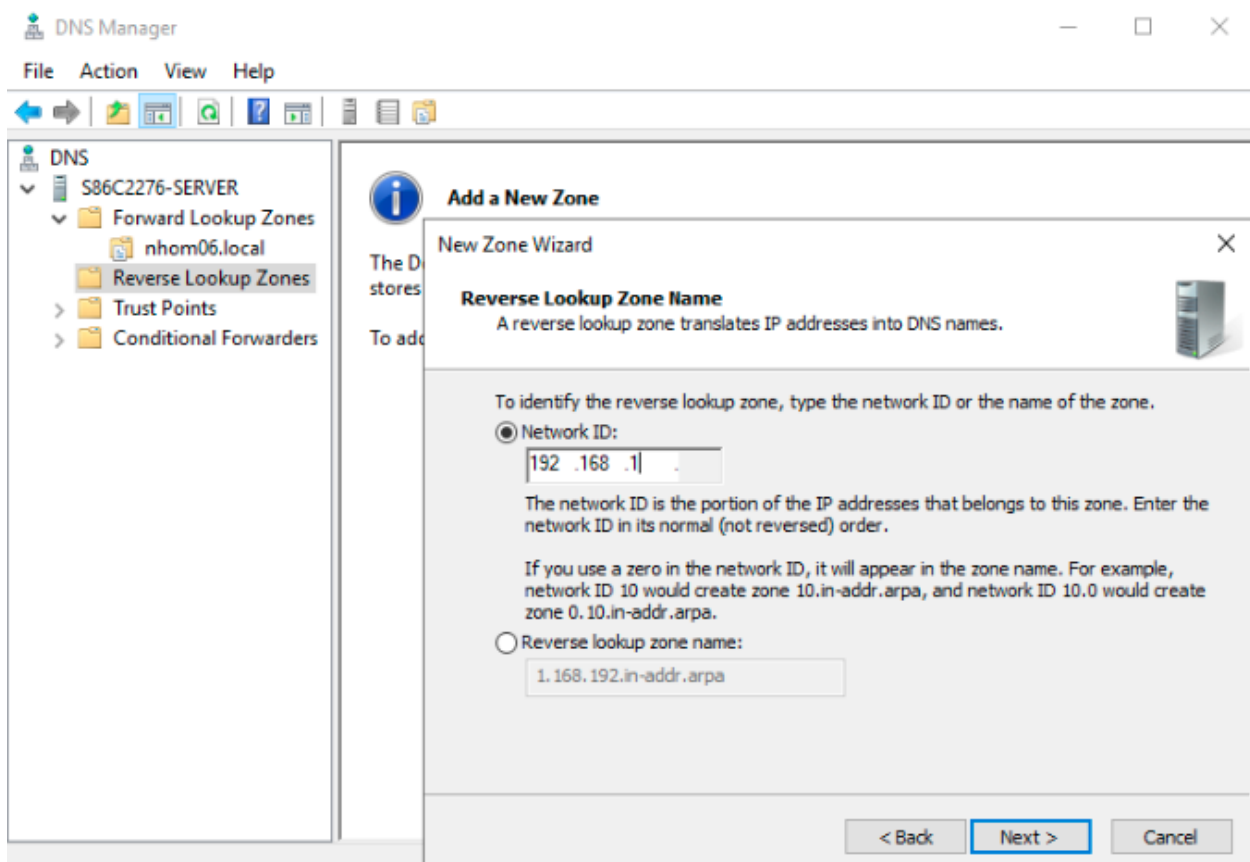 DNS Manager
File Action View Help
DNS
S86C2276-SERVER
Forward Lookup Zones
nhom06.local
Reverse Lookup Zones
Trust Points
Conditional Forwarders
Add a New Zone
The D
stores
To add
New Zone Wizard
Reverse Lookup Zone Name
A reverse lookup zone translates IP addresses into DNS names.
To identify the reverse lookup zone, type the network ID or the name of the zone.
Network ID:
192 .168 .1 .
The network ID is the portion of the IP addresses that belongs to this zone. Enter the
network ID in its normal (not reversed) order.
If you use a zero in the network ID, it will appear in the zone name. For example,
network ID 10 would create zone 10.in-addr.arpa, and network ID 10.0 would create
zone 0.10.in-addr.arpa.
Reverse lookup zone name:
1.168.192.in-addr.arpa
< Back Next > Cancel